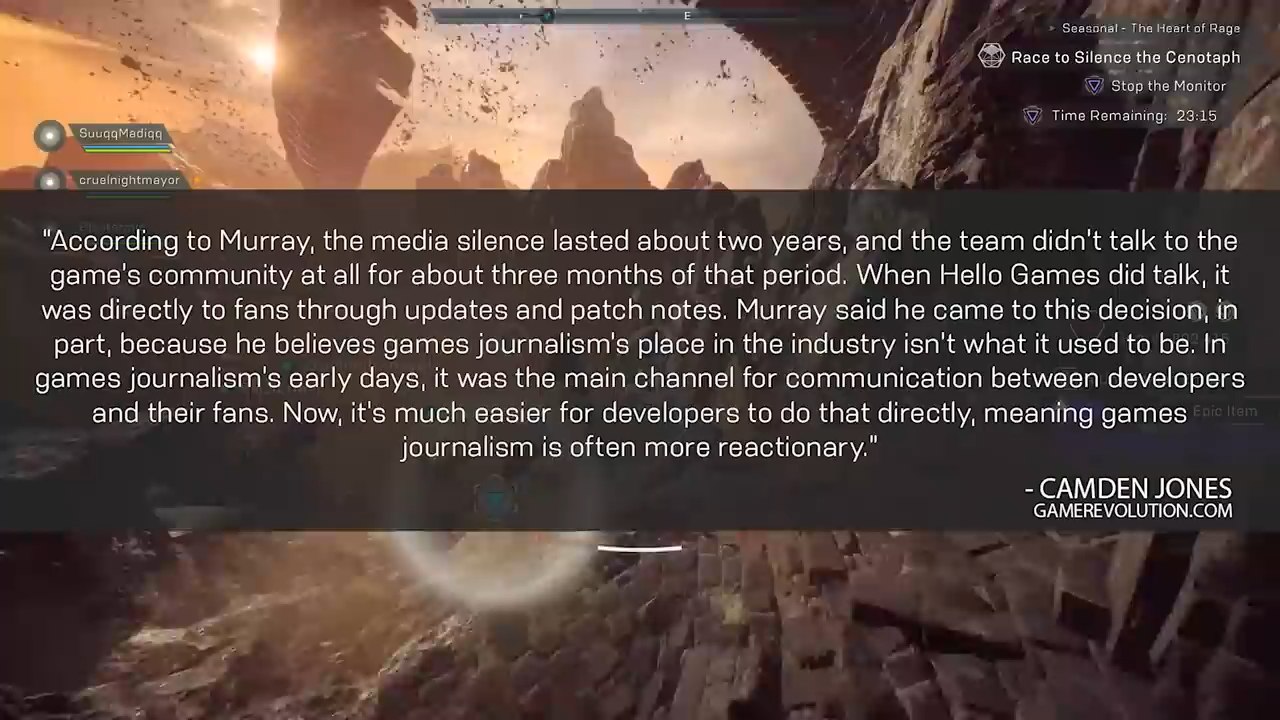 E
> Seasonal - The Heart of Rage
Race to Silence the Cenotaph
Stop the Monitor
Time Remaining: 23:15
SuuqqMadiqq
cruelnightmayor
"According to Murray, the media silence lasted about two years, and the team didn't talk to the
game's community at all for about three months of that period. When Hello Games did talk, it
was directly to fans through updates and patch notes. Murray said he came to this decision, in
part, because he believes games journalism's place in the industry isn't what it used to be. In
games journalism's early days, it was the main channel for communication between developers
and their fans. Now, it's much easier for developers to do that directly, meaning games
Epic Item
journalism is often more reactionary."
- CAMDEN JONES
GAMEREVOLUTION.COM